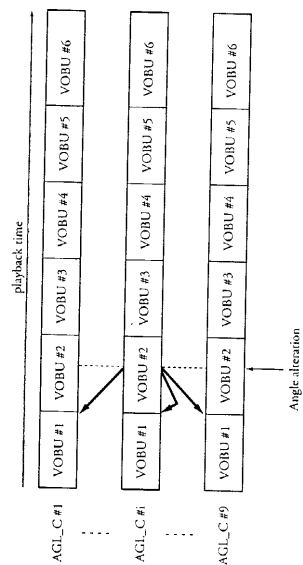 playback time
AGL_C #1 VOBU #1 VOBU #2 VOBU #3 VOBU #4 VOBU #5 VOBU #6
AGL_C #i VOBU #1 VOBU #2 VOBU #3 VOBU #4 VOBU #5 VOBU #6
AGL_C #9 VOBU #1 VOBU #2 VOBU #3 VOBU #4 VOBU #5 VOBU #6
Angle alteration